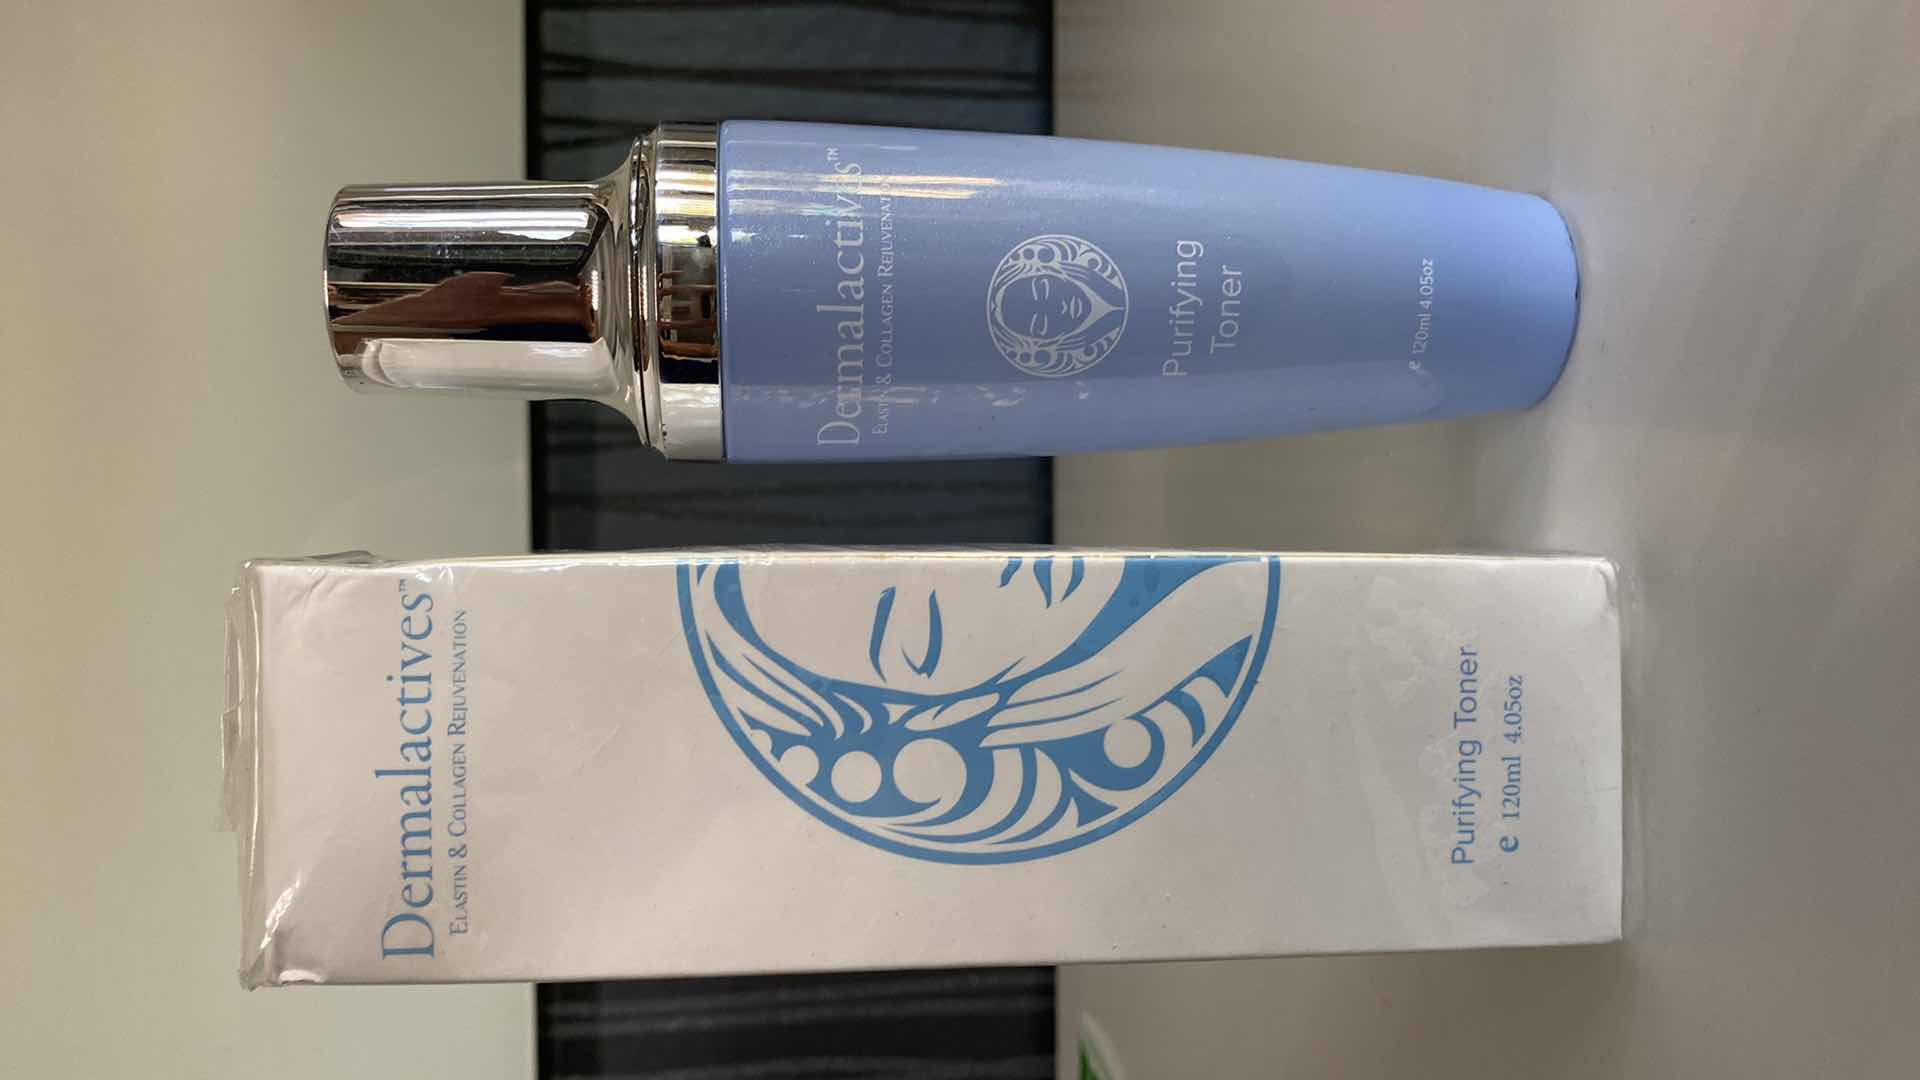 Dermalactives™
ELASTIN & COLLAGEN REJUVENATION
Purifying Toner
e 120ml 4.05oz
Dermalactives™
ELASTIN & COLLAGEN REJUVENATION
Purifying
Toner
e 120ml 4.05oz